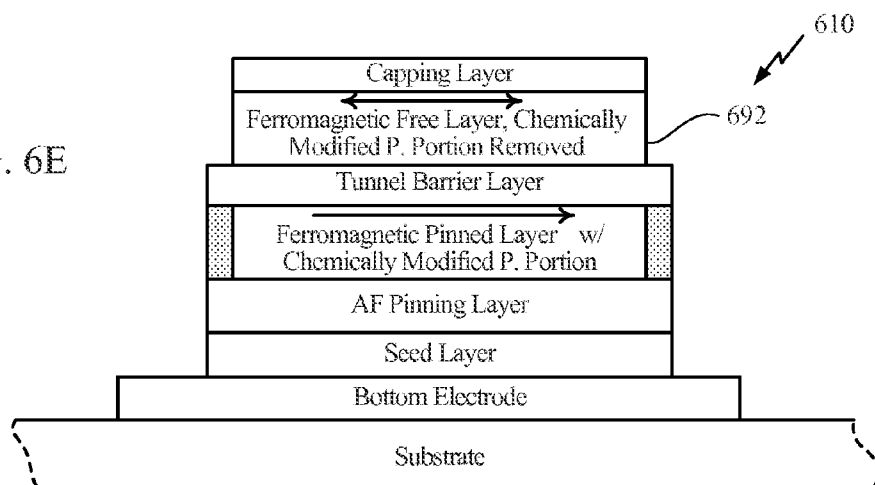 610
Capping Layer
Ferromagnetic Free Layer, Chemically
Modified P. Portion Removed
692
. 6E
Tunnel Barrier Layer
Ferromagnetic Pinned Layer w/
Chemically Modified P. Portion
AF Pinning Layer
Seed Layer
Bottom Electrode
Substrate